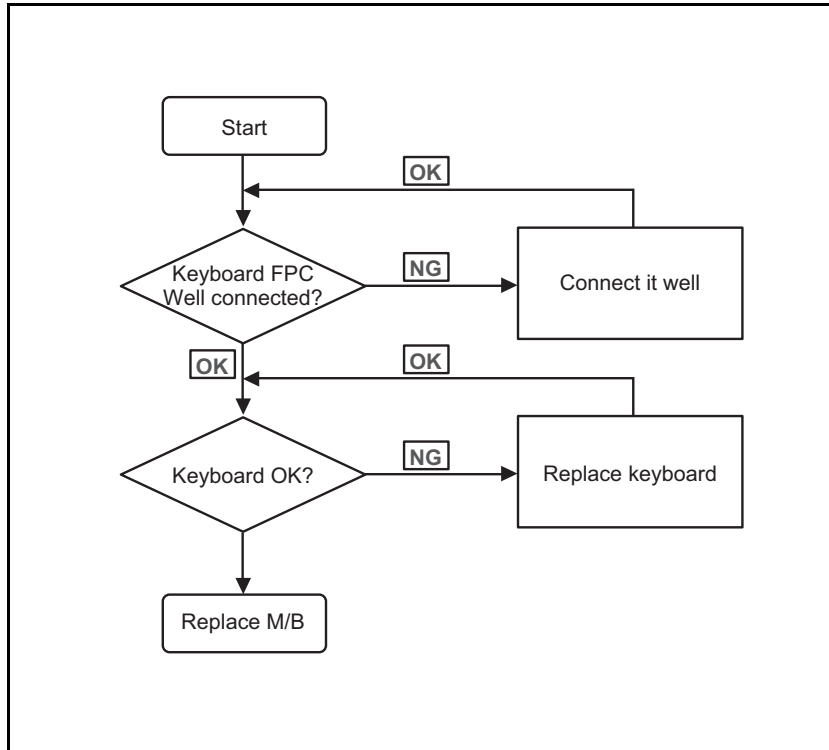 Start
OK
Keyboard FPC
Well connected?
NG
Connect it well
OK
OK
Keyboard OK?
NG
Replace keyboard
Replace M/B